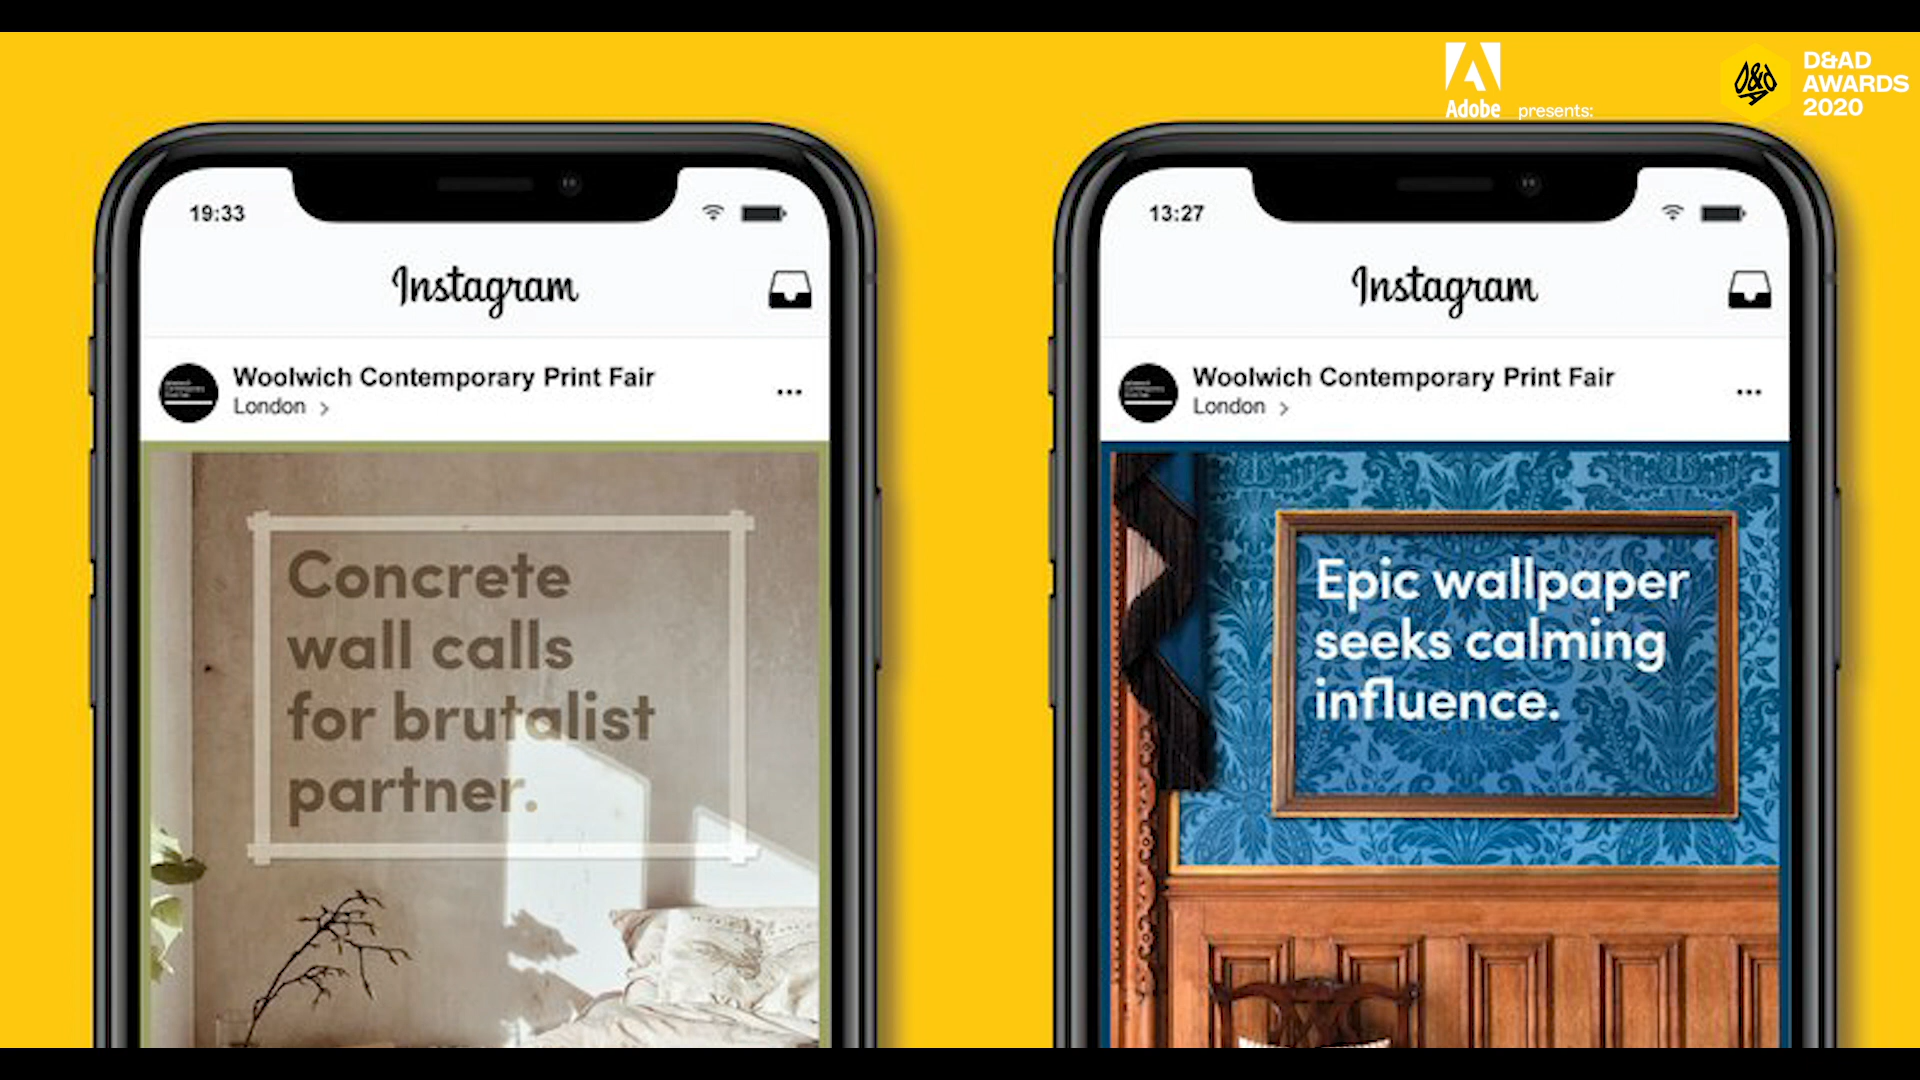 Adobe presents:
D&AD
D&AD
AWARDS
2020
19:33
Instagram
Woolwich Contemporary Print Fair
London >
Concrete
wall calls
for brutalist
partner.
13:27
Instagram
Woolwich Contemporary Print Fair
London >
Epic wallpaper
seeks calming
influence.